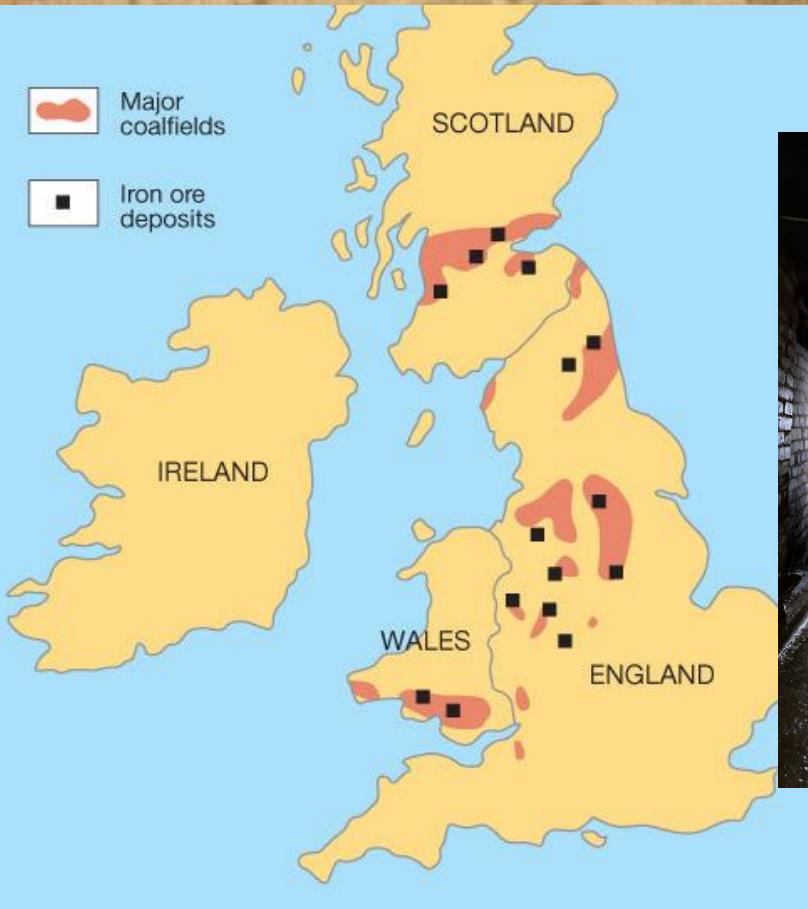 Major
coalfields
Iron ore
deposits
SCOTLAND
IRELAND
WALES
ENGLAND